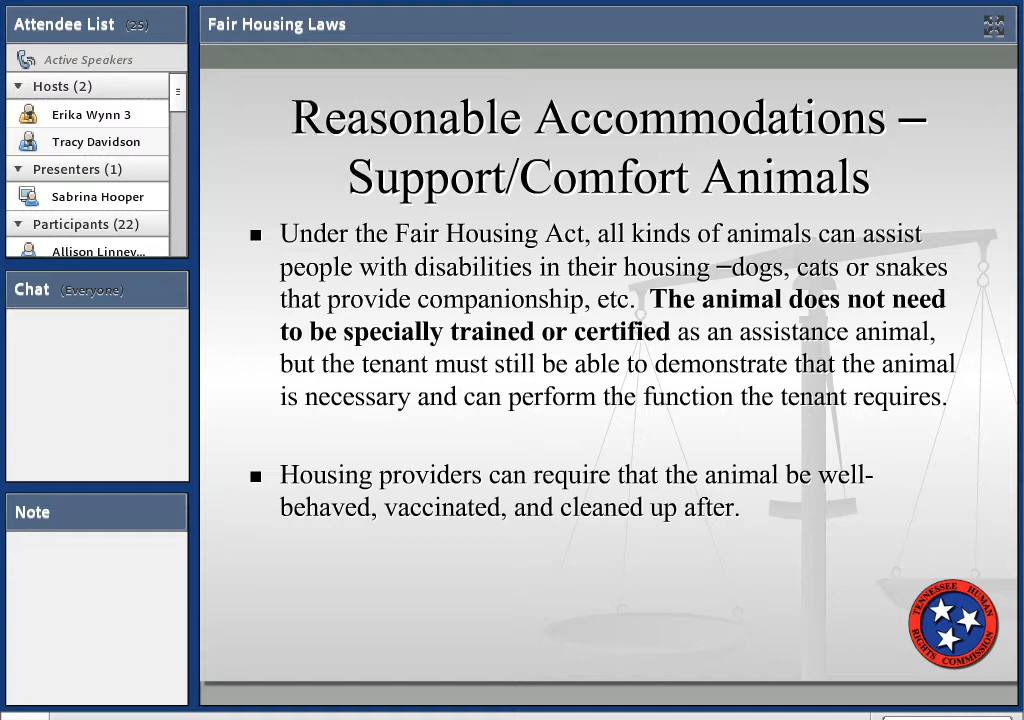 Attendee List (25)
Active Speakers
Hosts (2)
Erika Wynn 3
Tracy Davidson
Presenters (1)
Sabrina Hooper
Participants (22)
Allison Linney...
Chat (Everyone)
Note
Fair Housing Laws
Reasonable Accommodations –
Support/Comfort Animals
■ Under the Fair Housing Act, all kinds of animals can assist
people with disabilities in their housing –dogs, cats or snakes
that provide companionship, etc. The animal does not need
to be specially trained or certified as an assistance animal,
but the tenant must still be able to demonstrate that the animal
is necessary and can perform the function the tenant requires.
■ Housing providers can require that the animal be well-
behaved, vaccinated, and cleaned up after.
TENNESSEE HUMAN
RIGHTS COMMISSION